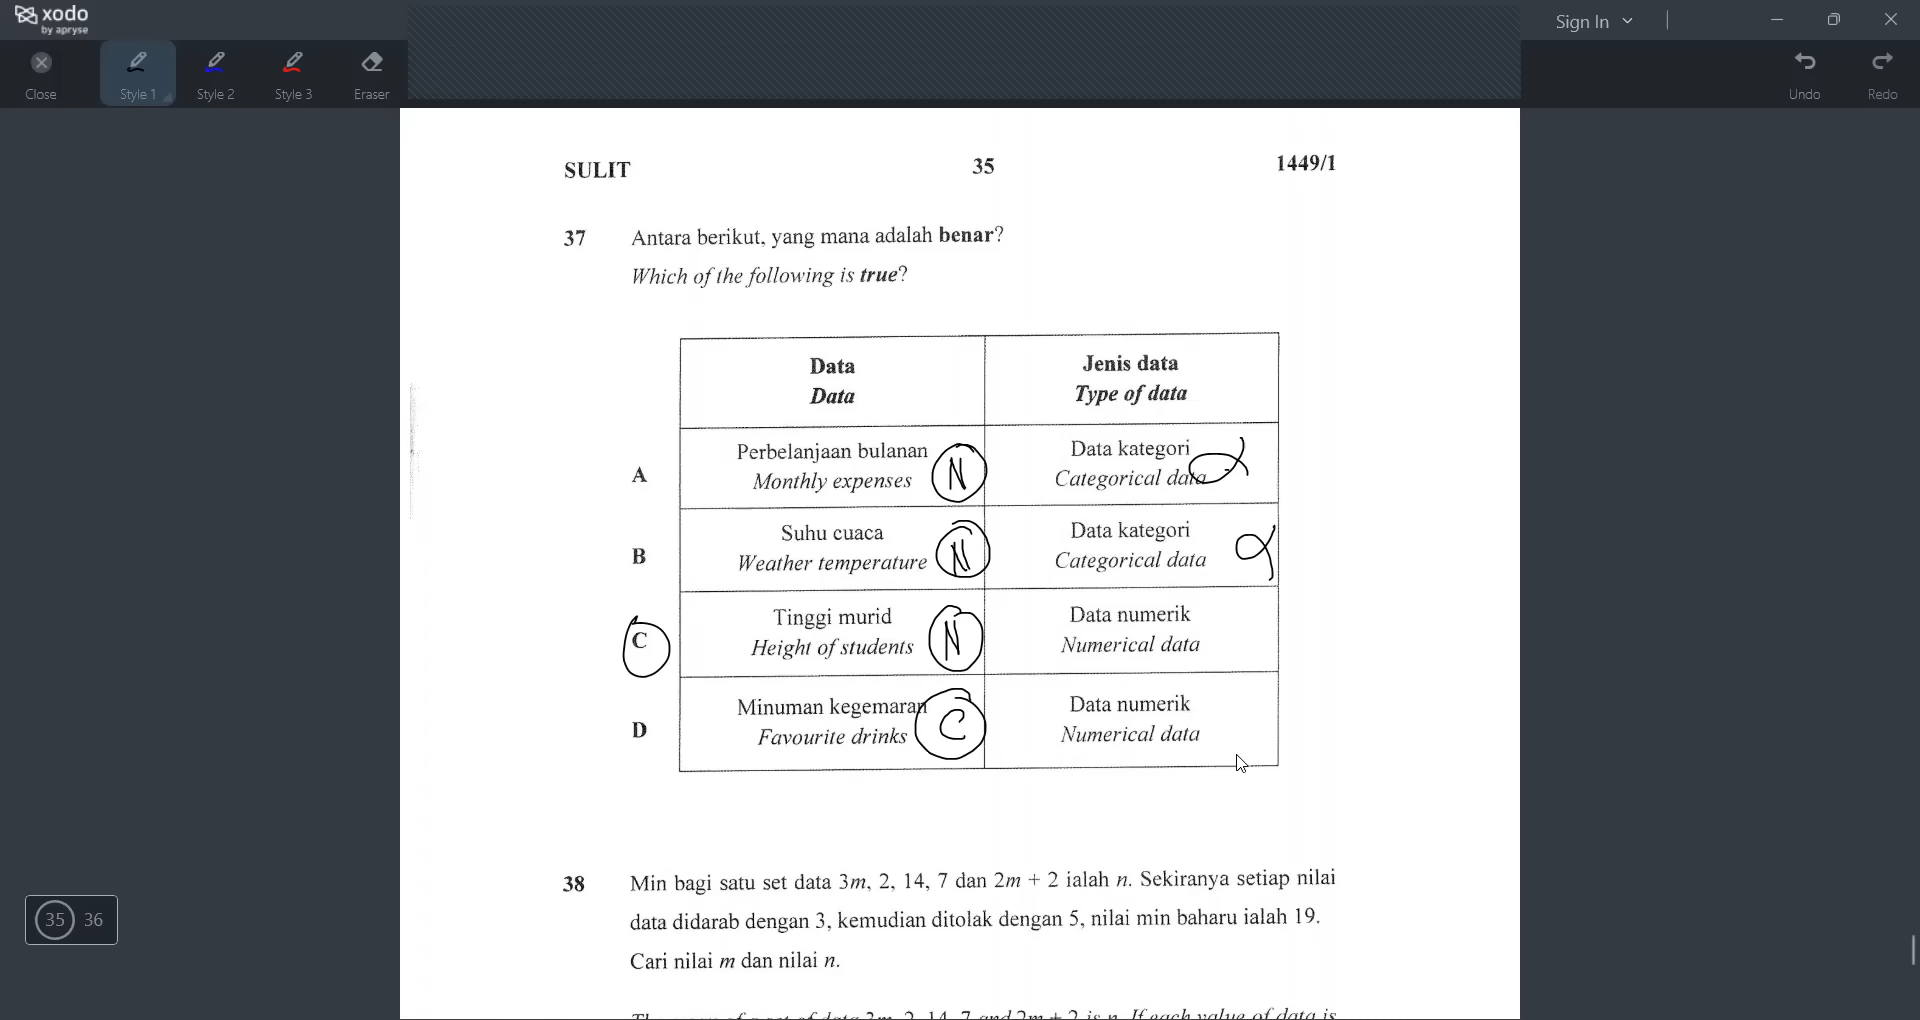 xodo
by apryse
Sign In
Close
Style 1
Style 2
Style 3
Eraser
Undo
Redo
SULIT 35 1449/1
37 Antara berikut, yang mana adalah benar?
Which of the following is true?
Data Jenis data
Data Type of data
A Perbelanjaan bulanan N Data kategori
Monthly expenses Categorical data
B Suhu cuaca N Data kategori
Weather temperature Categorical data
C Tinggi murid N Data numerik
Height of students Numerical data
D Minuman kegemaran C Data numerik
Favourite drinks Numerical data
38 Min bagi satu set data 3m, 2, 14, 7 dan 2m + 2 ialah n. Sekiranya setiap nilai
data didarab dengan 3, kemudian ditolak dengan 5, nilai min baharu ialah 19.
Cari nilai m dan nilai n.
35 36